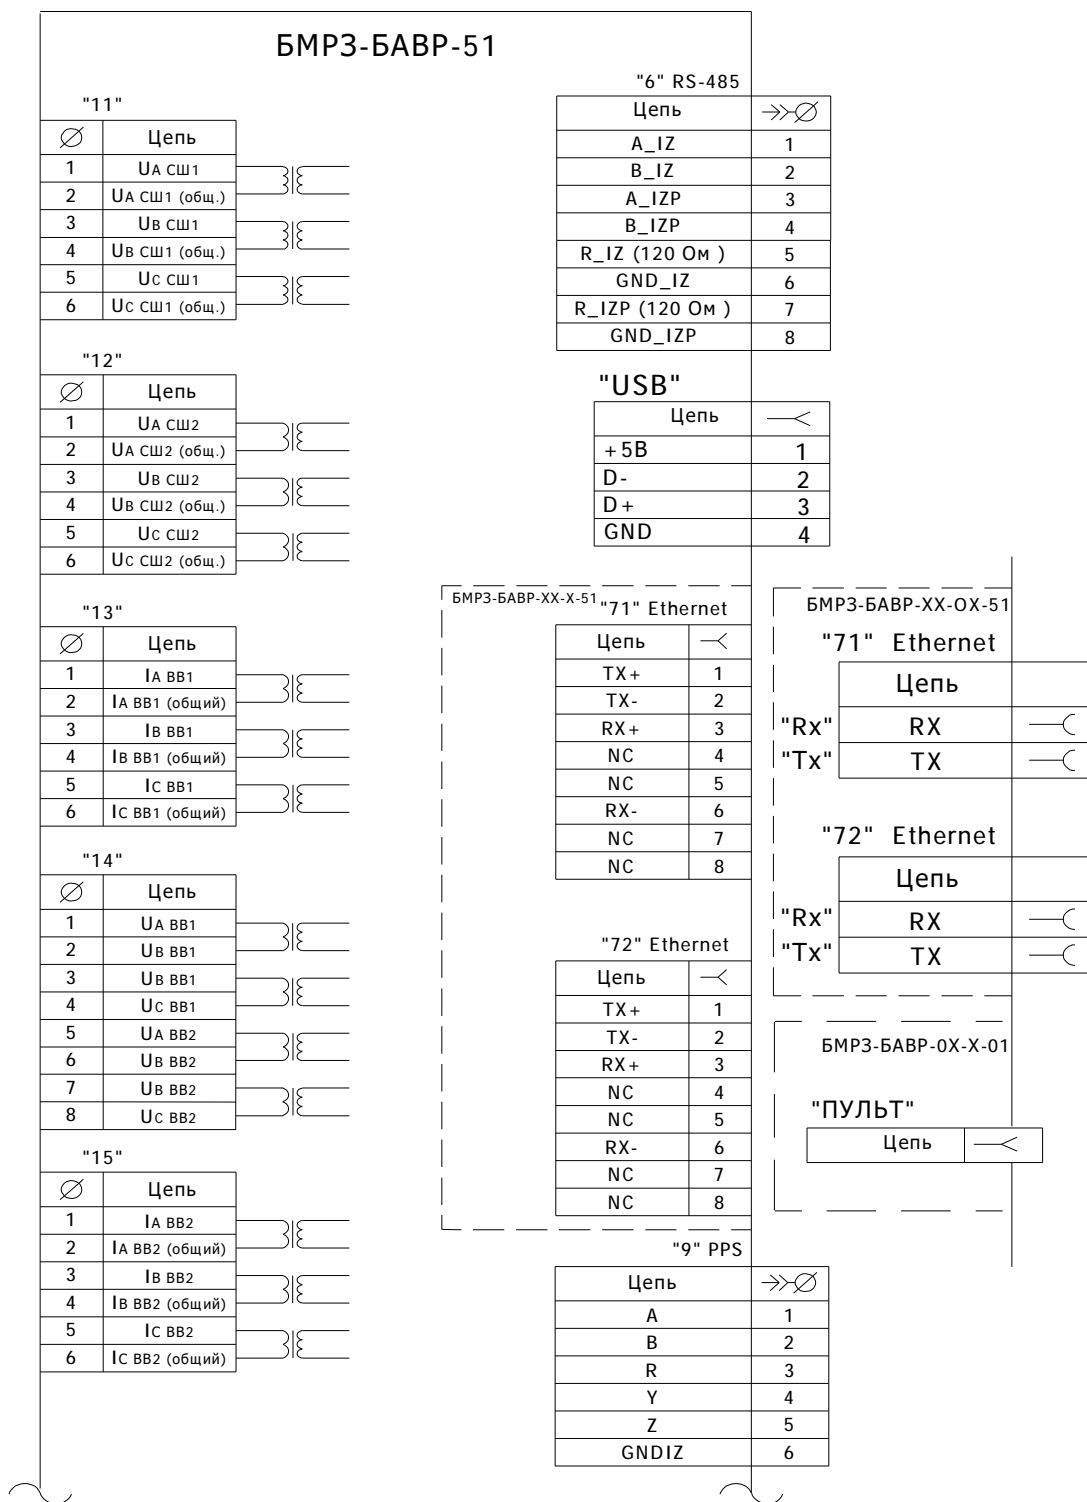 БМРЗ-БАВР-51
"11"
Цепь
1 UA СШ1
2 UA СШ1 (общ.)
3 UB СШ1
4 UB СШ1 (общ.)
5 UC СШ1
6 UC СШ1 (общ.)
"12"
Цепь
1 UA СШ2
2 UA СШ2 (общ.)
3 UB СШ2
4 UB СШ2 (общ.)
5 UC СШ2
6 UC СШ2 (общ.)
"13"
Цепь
1 IA ВВ1
2 IA ВВ1 (общий)
3 IB ВВ1
4 IB ВВ1 (общий)
5 IC ВВ1
6 IC ВВ1 (общий)
"14"
Цепь
1 UA ВВ1
2 UB ВВ1
3 UB ВВ1
4 UC ВВ1
5 UA ВВ2
6 UB ВВ2
7 UB ВВ2
8 UC ВВ2
"15"
Цепь
1 IA ВВ2
2 IA ВВ2 (общий)
3 IB ВВ2
4 IB ВВ2 (общий)
5 IC ВВ2
6 IC ВВ2 (общий)
"6" RS-485
Цепь
A_IZ 1
B_IZ 2
A_IZP 3
B_IZP 4
R_IZ (120 Ом ) 5
GND_IZ 6
R_IZP (120 Ом ) 7
GND_IZP 8
"USB"
Цепь
+5В 1
D- 2
D+ 3
GND 4
БМРЗ-БАВР-ХХ-Х-51
"71" Ethernet
Цепь
TX+ 1
TX- 2
RX+ 3
NC 4
NC 5
RX- 6
NC 7
NC 8
"72" Ethernet
Цепь
TX+ 1
TX- 2
RX+ 3
NC 4
NC 5
RX- 6
NC 7
NC 8
"9" PPS
Цепь
A 1
B 2
R 3
Y 4
Z 5
GNDIZ 6
БМРЗ-БАВР-ХХ-ОХ-51
"71" Ethernet
Цепь
"Rx" RX
"Tx" TX
"72" Ethernet
Цепь
"Rx" RX
"Tx" TX
БМРЗ-БАВР-0Х-Х-01
"ПУЛЬТ"
Цепь